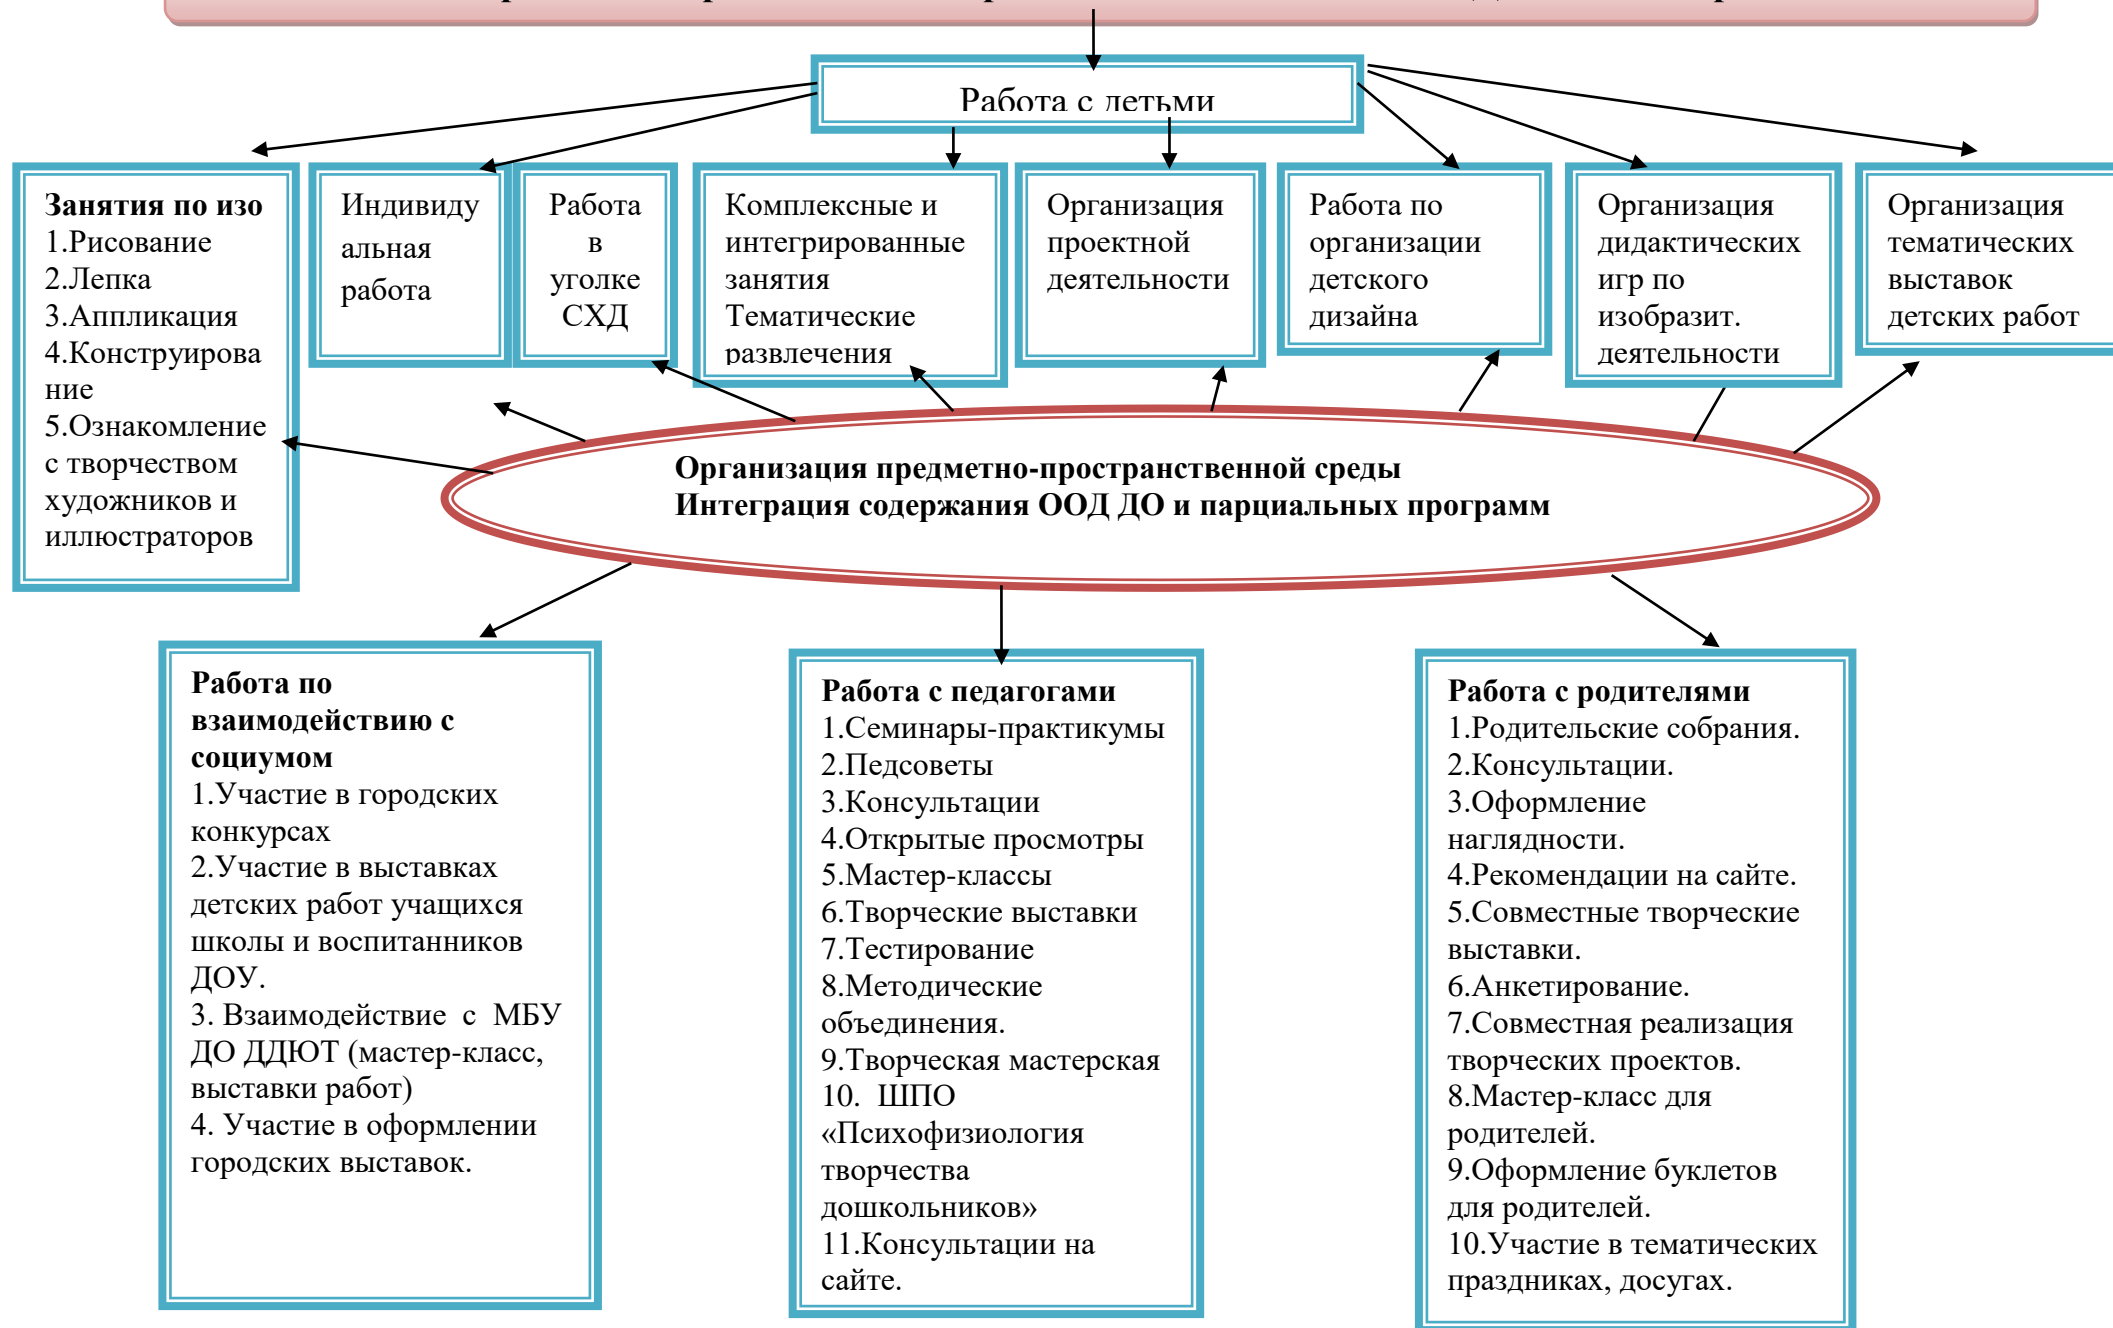 Работа с детьми
Занятия по изо
1.Рисование
2.Лепка
3.Аппликация
4.Конструирова
ние
5.Ознакомление
с творчеством
художников и
иллюстраторов
Индивиду
альная
работа
Работа
в
уголке
СХД
Комплексные и
интегрированные
занятия
Тематические
развлечения
Организация
проектной
деятельности
Работа по
организации
детского
дизайна
Организация
дидактических
игр по
изобразит.
деятельности
Организация
тематических
выставок
детских работ
Организация предметно-пространственной среды
Интеграция содержания ООД ДО и парциальных программ
Работа по
взаимодействию с
социумом
1.Участие в городских
конкурсах
2.Участие в выставках
детских работ учащихся
школы и воспитанников
ДОУ.
3. Взаимодействие с МБУ
ДО ДДЮТ (мастер-класс,
выставки работ)
4. Участие в оформлении
городских выставок.
Работа с педагогами
1.Семинары-практикумы
2.Педсоветы
3.Консультации
4.Открытые просмотры
5.Мастер-классы
6.Творческие выставки
7.Тестирование
8.Методические
объединения.
9.Творческая мастерская
10. ШПО
«Психофизиология
творчества
дошкольников»
11.Консультации на
сайте.
Работа с родителями
1.Родительские собрания.
2.Консультации.
3.Оформление
наглядности.
4.Рекомендации на сайте.
5.Совместные творческие
выставки.
6.Анкетирование.
7.Совместная реализация
творческих проектов.
8.Мастер-класс для
родителей.
9.Оформление буклетов
для родителей.
10.Участие в тематических
праздниках, досугах.